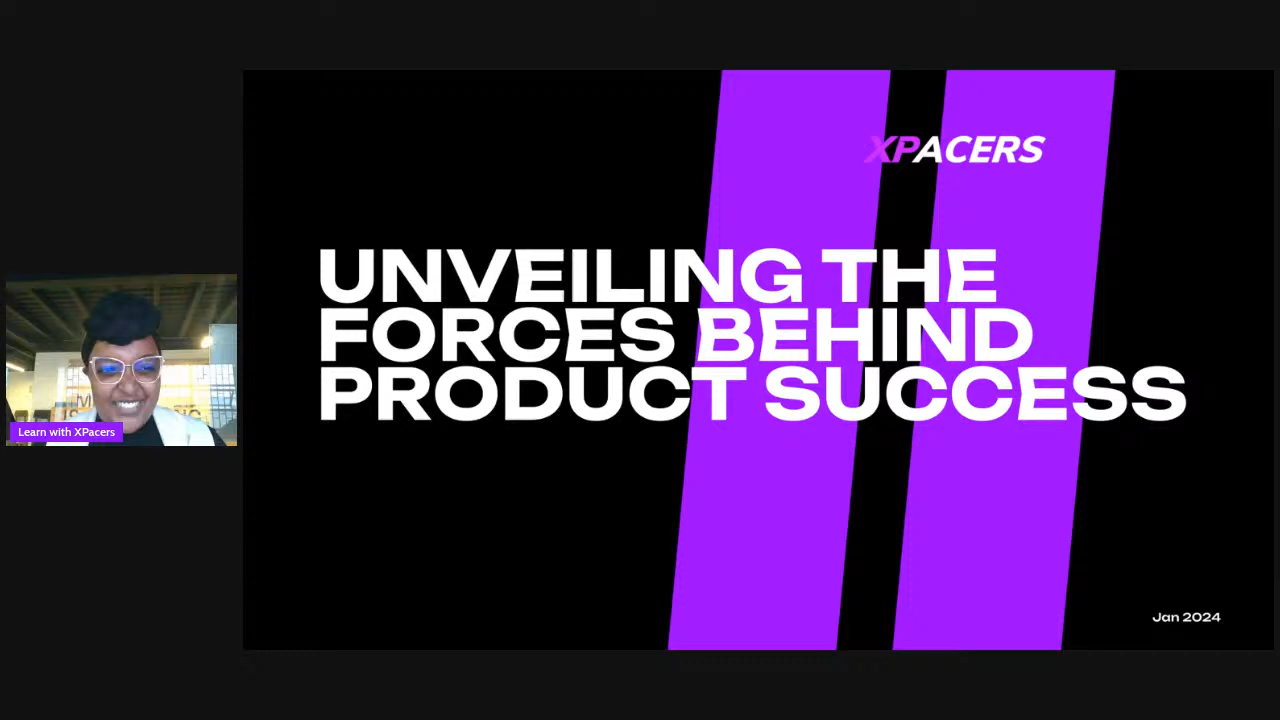 XPACERS
UNVEILING THE
FORCES BEHIND
PRODUCT SUCCESS
Learn with XPacers
Jan 2024